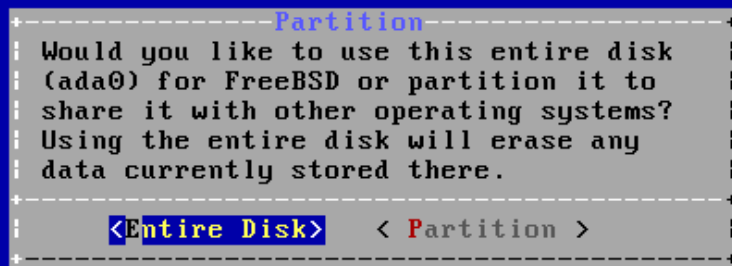 Partition
Would you like to use this entire disk
(ada0) for FreeBSD or partition it to
share it with other operating systems?
Using the entire disk will erase any
data currently stored there.
<Entire Disk> < Partition >